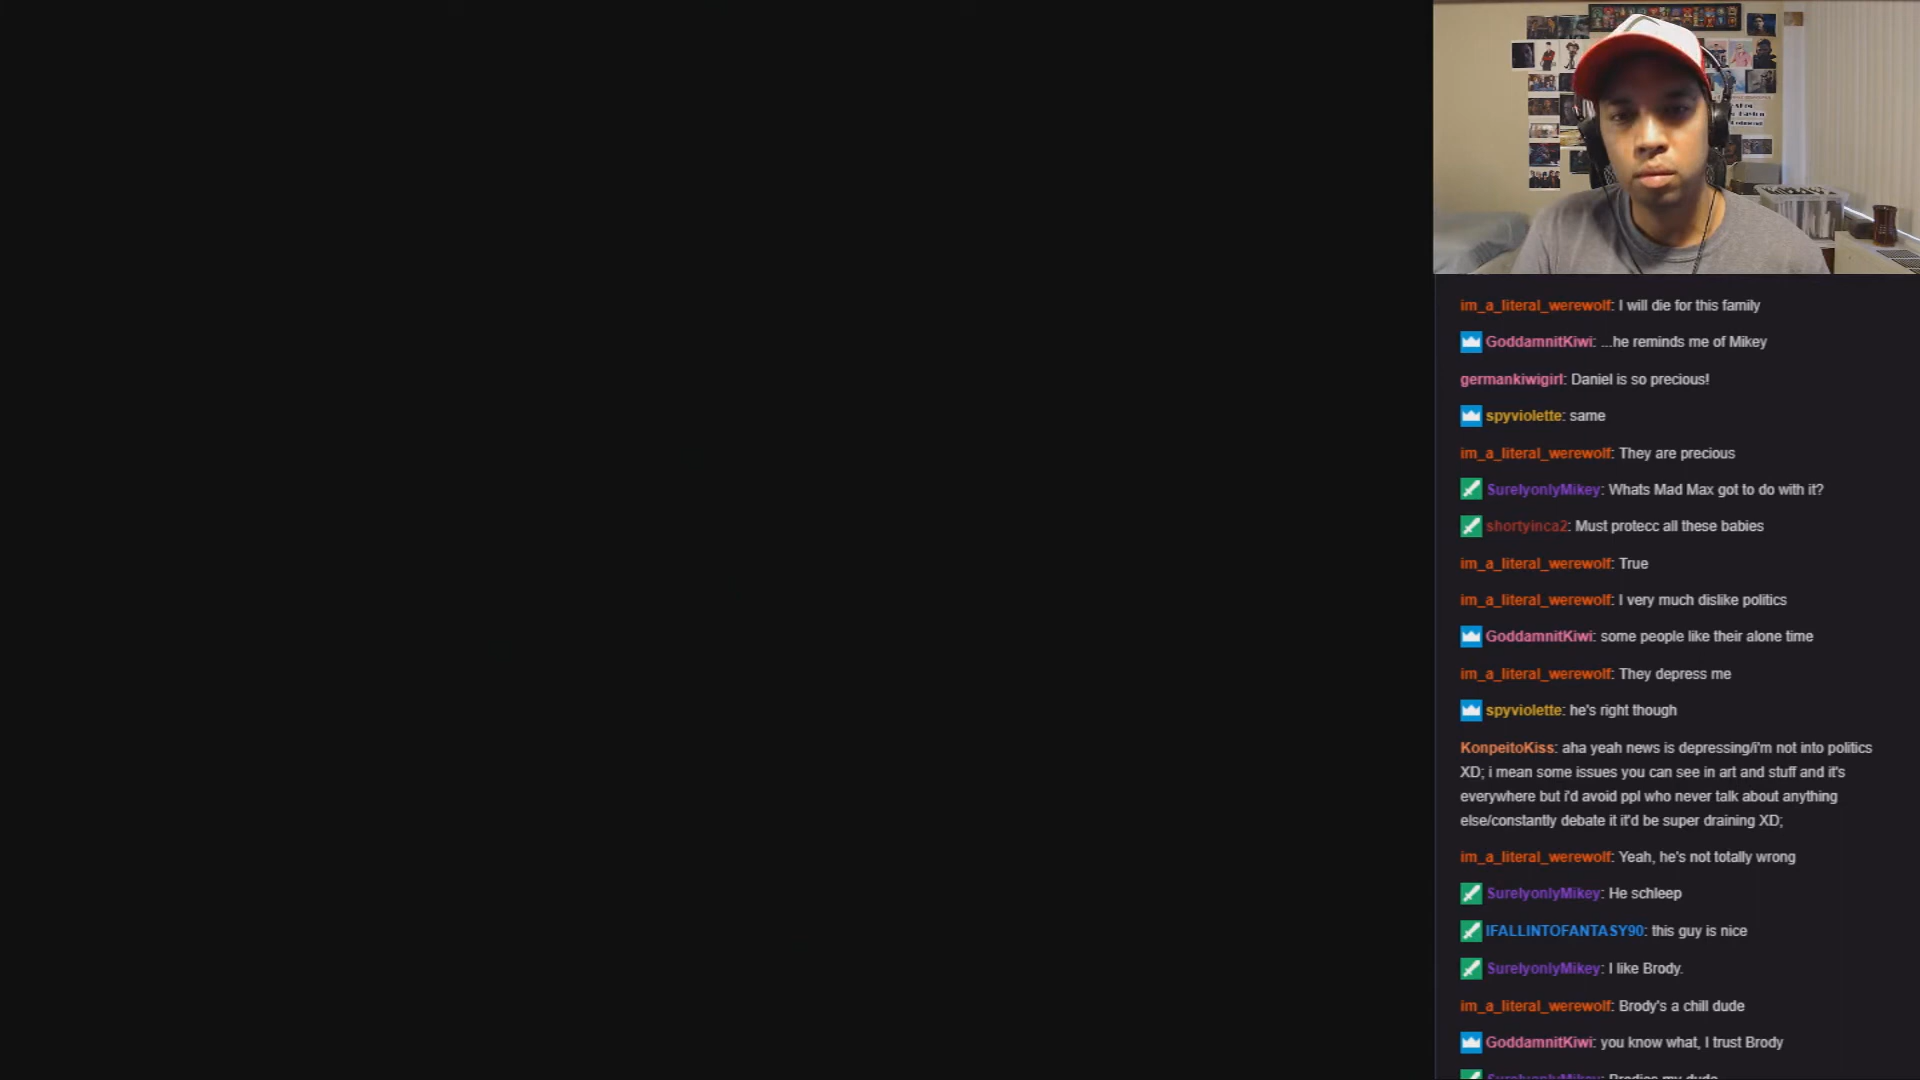 im_a_literal_werewolf: I will die for this family
GoddamnitKiwi: ...he reminds me of Mikey
germankiwigirl: Daniel is so precious!
spyviolette: same
im_a_literal_werewolf: They are precious
SurelyonlyMikey: Whats Mad Max got to do with it?
shortyinca2: Must protecc all these babies
im_a_literal_werewolf: True
im_a_literal_werewolf: I very much dislike politics
GoddamnitKiwi: some people like their alone time
im_a_literal_werewolf: They depress me
spyviolette: he's right though
KonpeitoKiss: aha yeah news is depressing/i'm not into politics
XD; i mean some issues you can see in art and stuff and it's
everywhere but i'd avoid ppl who never talk about anything
else/constantly debate it it'd be super draining XD;
im_a_literal_werewolf: Yeah, he's not totally wrong
SurelyonlyMikey: He schleep
IFALLINTOFANTASY90: this guy is nice
SurelyonlyMikey: I like Brody.
im_a_literal_werewolf: Brody's a chill dude
GoddamnitKiwi: you know what, I trust Brody